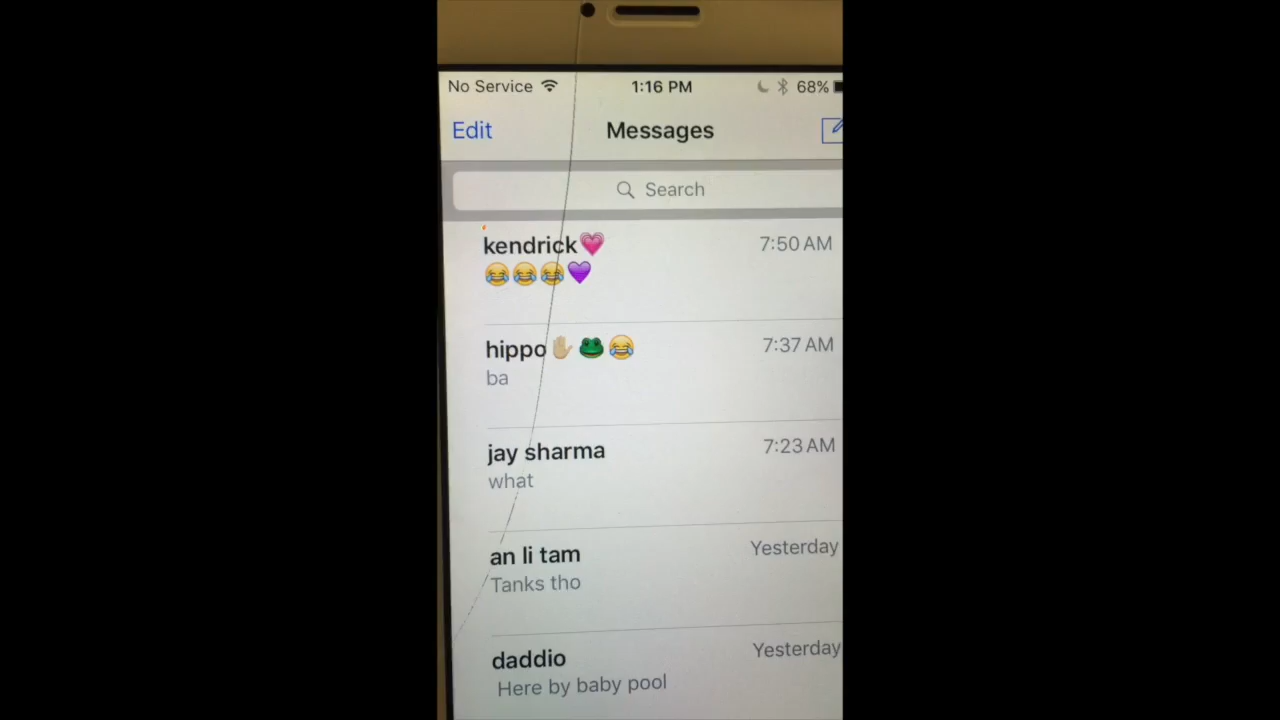 No Service 1:16 PM 68%
Edit Messages
Search
kendrick💗 7:50 AM
😂😂😂💜
hippo✋🏼🐸😂 7:37 AM
ba
jay sharma 7:23 AM
what
an li tam Yesterday
Tanks tho
daddio Yesterday
Here by baby pool